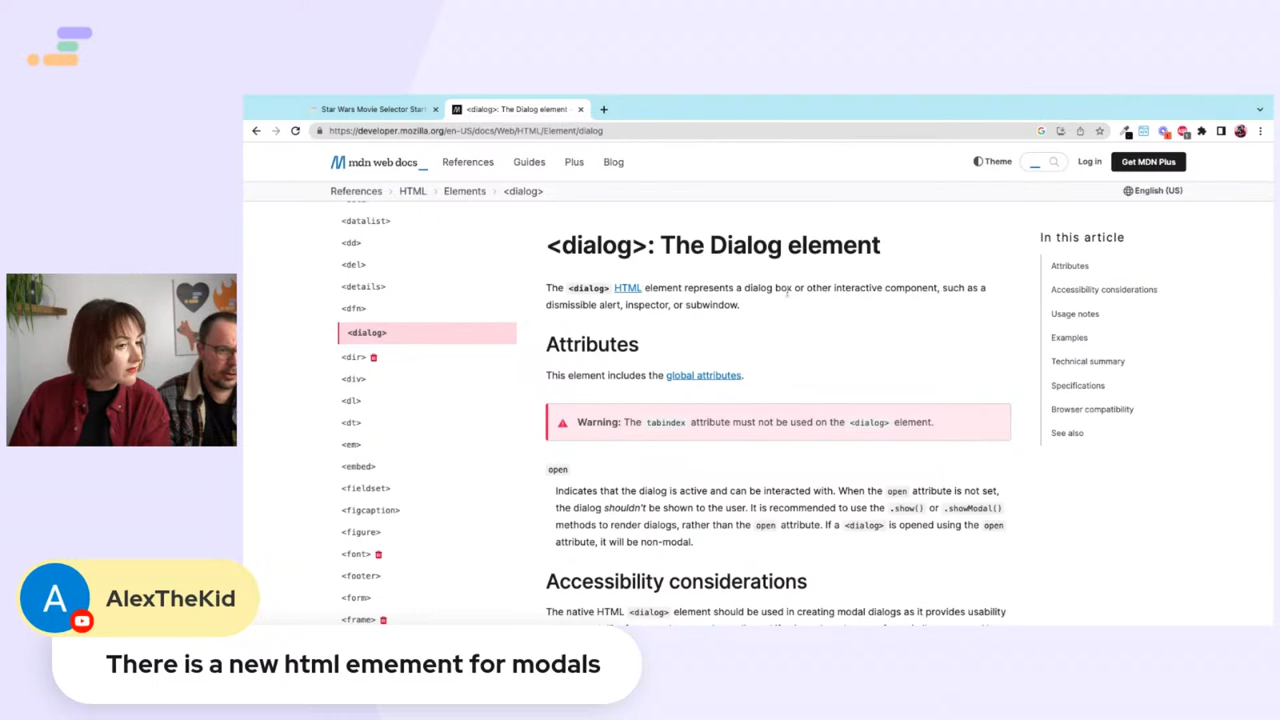 Star Wars Movie Selector Start
<dialog>: The Dialog element
https://developer.mozilla.org/en-US/docs/Web/HTML/Element/dialog
mdn web docs_
References
Guides
Plus
Blog
Theme
Log in
Get MDN Plus
References > HTML > Elements > <dialog>
English (US)
<datalist>
<dd>
<del>
<details>
<dfn>
<dialog>
<dir>
<div>
<dl>
<dt>
<em>
<embed>
<fieldset>
<figcaption>
<figure>
<font>
<footer>
<form>
<frame>
<dialog>: The Dialog element
The <dialog> HTML element represents a dialog box or other interactive component, such as a
dismissible alert, inspector, or subwindow.
Attributes
This element includes the global attributes.
Warning: The tabindex attribute must not be used on the <dialog> element.
open
Indicates that the dialog is active and can be interacted with. When the open attribute is not set,
the dialog shouldn't be shown to the user. It is recommended to use the .show() or .showModal()
methods to render dialogs, rather than the open attribute. If a <dialog> is opened using the open
attribute, it will be non-modal.
Accessibility considerations
The native HTML <dialog> element should be used in creating modal dialogs as it provides usability
In this article
Attributes
Accessibility considerations
Usage notes
Examples
Technical summary
Specifications
Browser compatibility
See also
A
AlexTheKid
There is a new html emement for modals